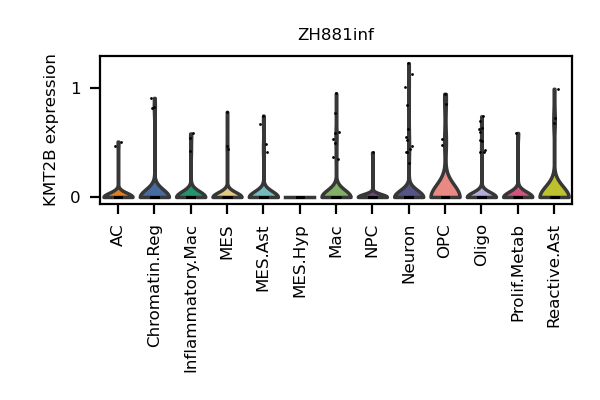 ZH881inf
KMT2B expression
1
0
AC
Chromatin.Reg
Inflammatory.Mac
MES
MES.Ast
MES.Hyp
Mac
NPC
Neuron
OPC
Oligo
Prolif.Metab
Reactive.Ast